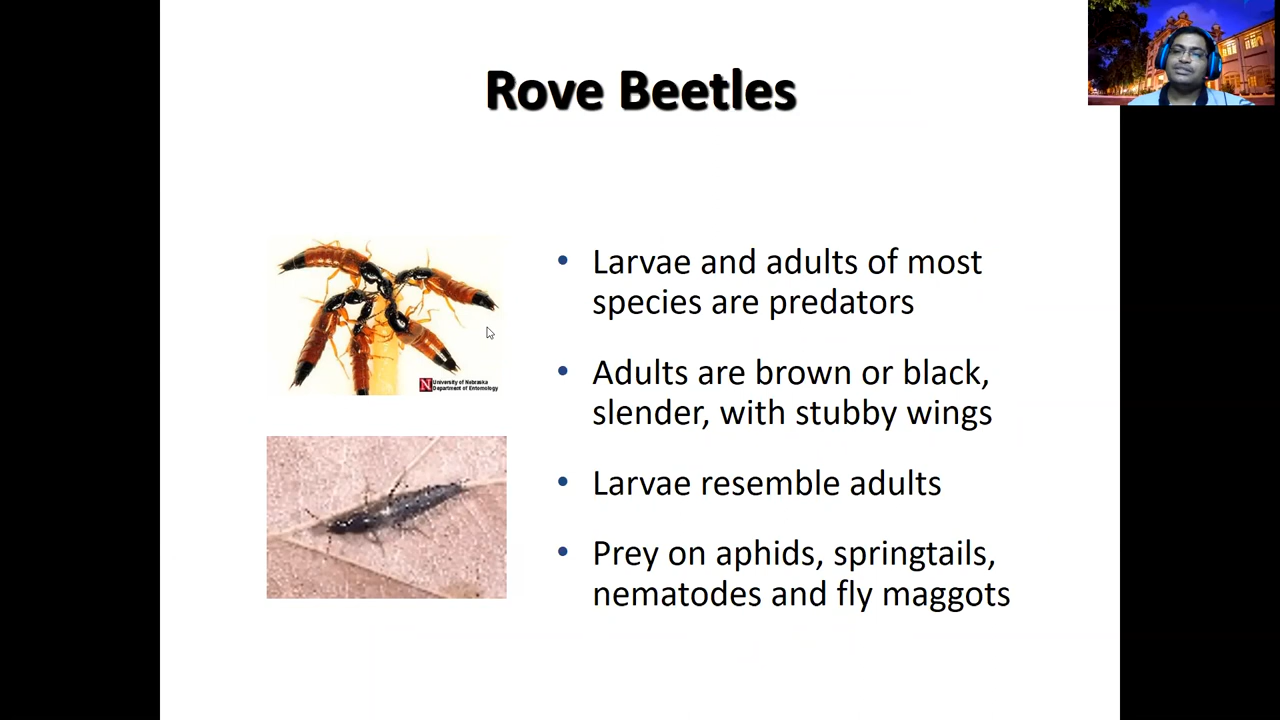 Rove Beetles
Larvae and adults of most
species are predators
Adults are brown or black,
slender, with stubby wings
Larvae resemble adults
Prey on aphids, springtails,
nematodes and fly maggots
N University of Nebraska
Department of Entomology